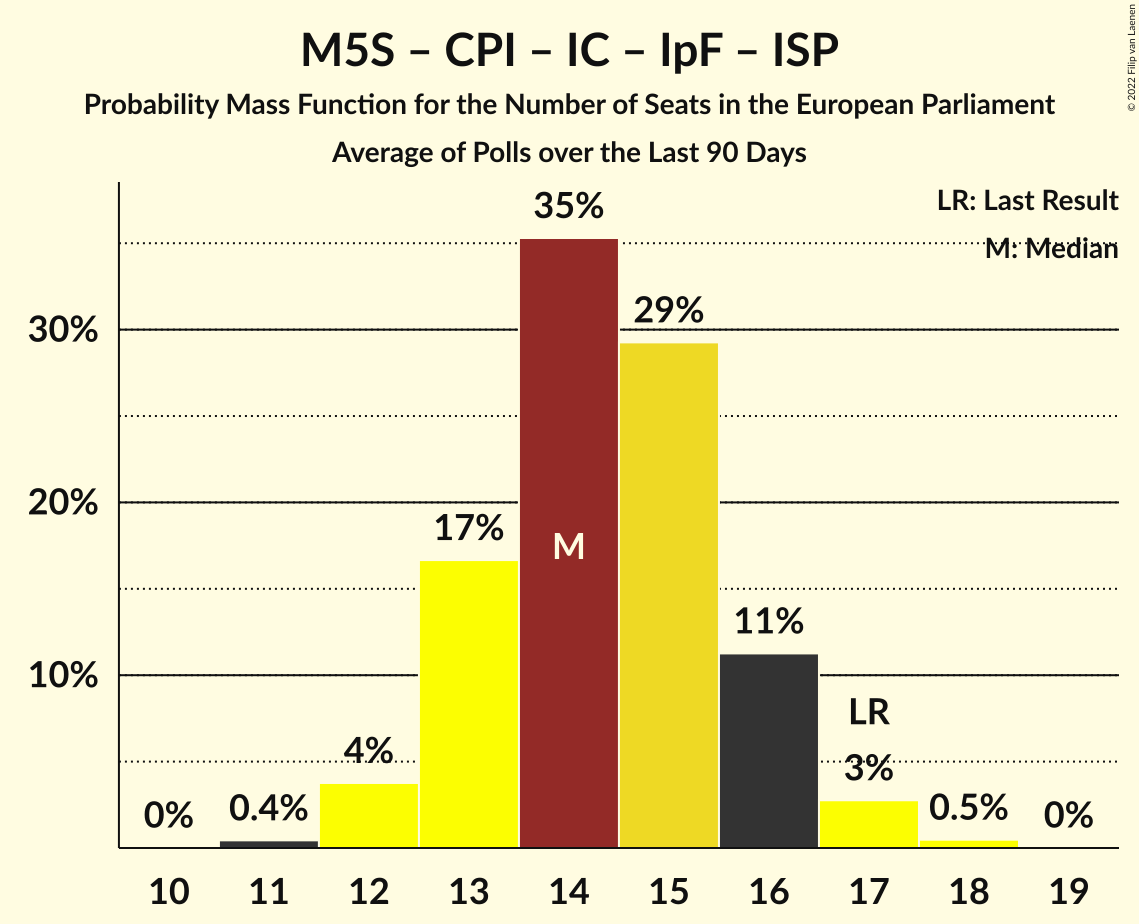 M5S – CPI – IC – IpF – ISP
Probability Mass Function for the Number of Seats in the European Parliament
Average of Polls over the Last 90 Days
© 2022 Filip van Laenen
LR: Last Result
M: Median
35%
29%
30%
20%
17%
M
11%
10%
LR
4%
3%
0%
0.4%
0.5%
0%
10 11 12 13 14 15 16 17 18 19